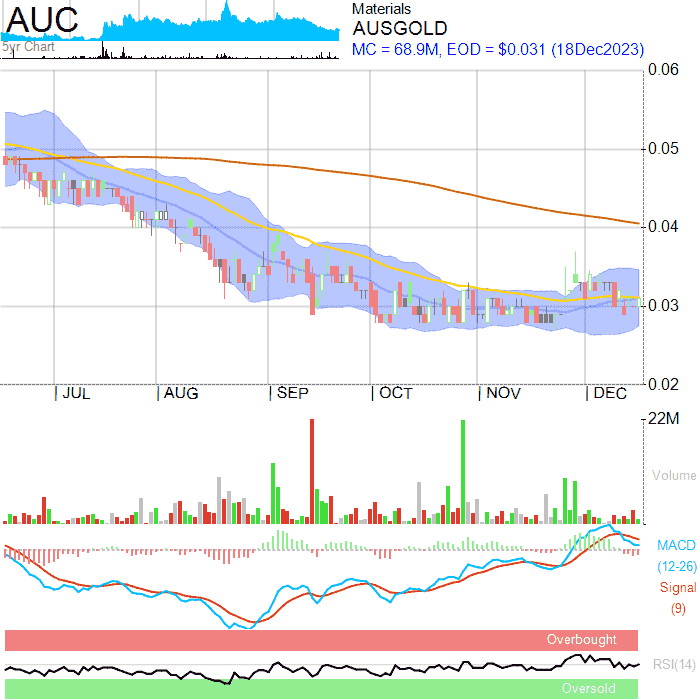 AUC
5yr Chart
Materials
AUSGOLD
MC = 68.9M, EOD = $0.031 (18Dec2023)
0.06
0.05
0.04
0.03
0.02
JUL AUG SEP OCT NOV DEC
22M
Volume
MACD
(12-26)
Signal
(9)
Overbought
RSI(14)
Oversold